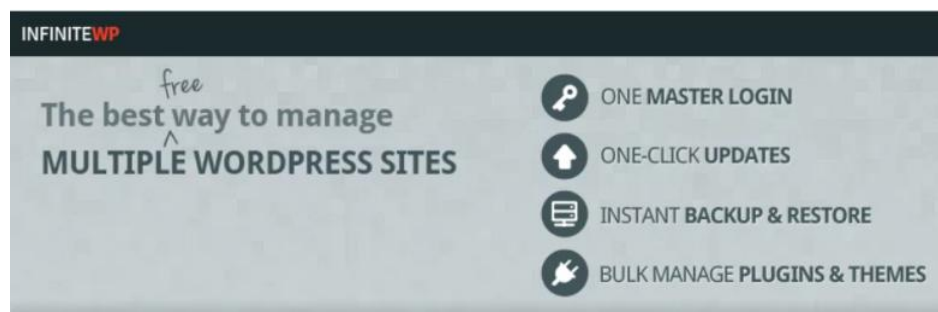 INFINITEWP
free
The best way to manage
MULTIPLE WORDPRESS SITES
ONE MASTER LOGIN
ONE-CLICK UPDATES
INSTANT BACKUP & RESTORE
BULK MANAGE PLUGINS & THEMES